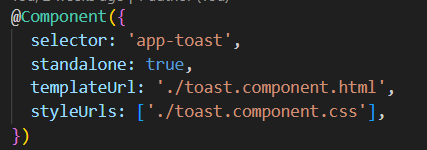 @Component({
  selector: 'app-toast',
  standalone: true,
  templateUrl: './toast.component.html',
  styleUrls: ['./toast.component.css'],
})